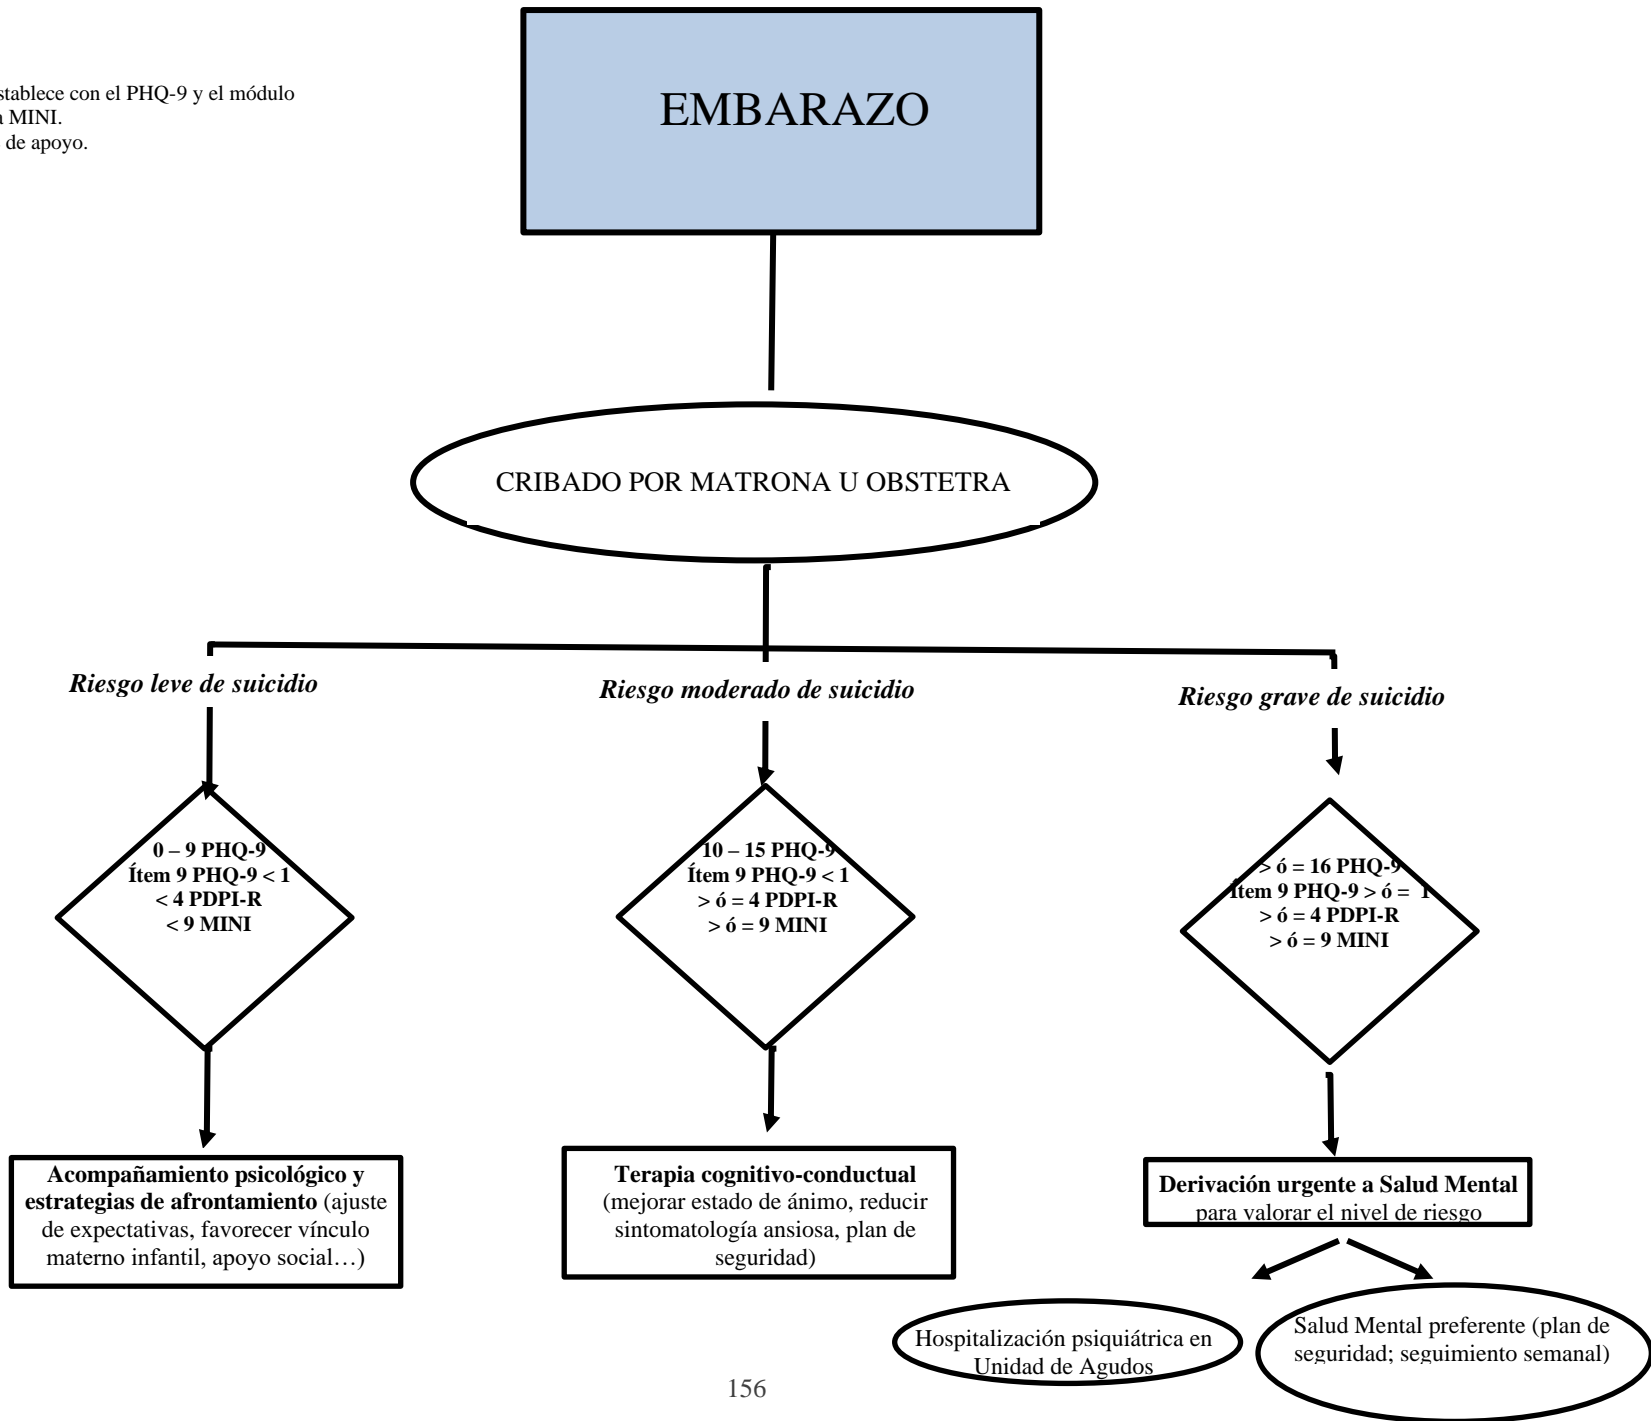 stablece con el PHQ-9 y el módulo
a MINI.
de apoyo.
EMBARAZO
CRIBADO POR MATRONA U OBSTETRA
Riesgo leve de suicidio
Riesgo moderado de suicidio
Riesgo grave de suicidio
0 – 9 PHQ-9
Ítem 9 PHQ-9 < 1
< 4 PDPI-R
< 9 MINI
10 – 15 PHQ-9
Ítem 9 PHQ-9 < 1
> ó = 4 PDPI-R
> ó = 9 MINI
> ó = 16 PHQ-9
Ítem 9 PHQ-9 > ó = 1
> ó = 4 PDPI-R
> ó = 9 MINI
Acompañamiento psicológico y
estrategias de afrontamiento (ajuste
de expectativas, favorecer vínculo
materno infantil, apoyo social…)
Terapia cognitivo-conductual
(mejorar estado de ánimo, reducir
sintomatología ansiosa, plan de
seguridad)
Derivación urgente a Salud Mental
para valorar el nivel de riesgo
Hospitalización psiquiátrica en
Unidad de Agudos
Salud Mental preferente (plan de
seguridad; seguimiento semanal)
156